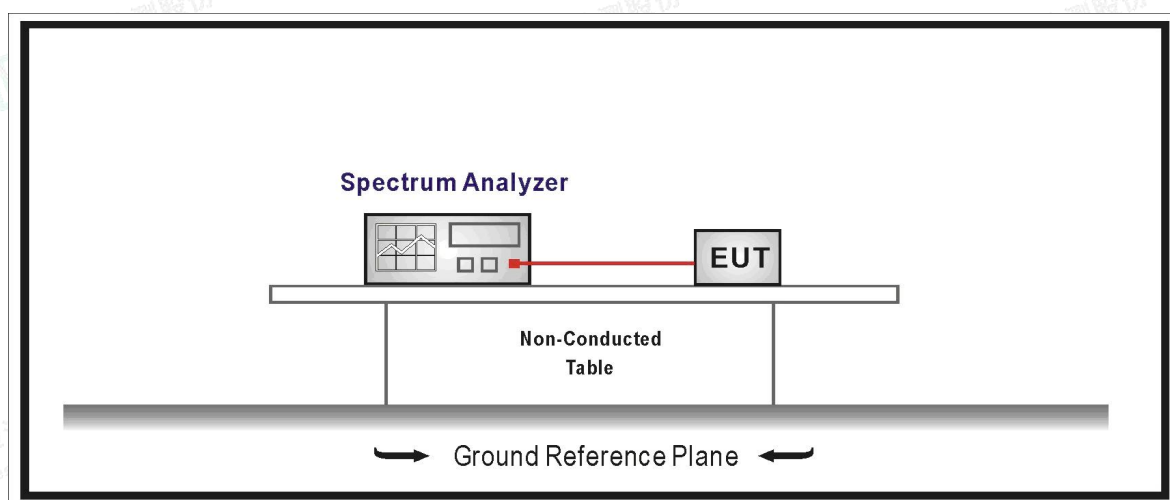 Spectrum Analyzer
EUT
Non-Conducted
Table
Ground Reference Plane